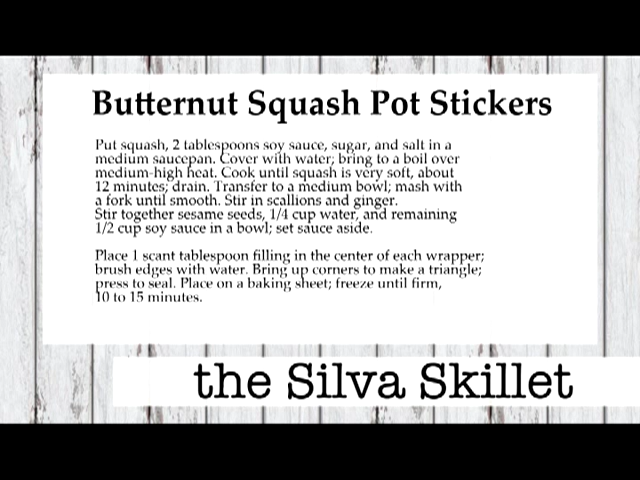 Butternut Squash Pot Stickers
Put squash, 2 tablespoons soy sauce, sugar, and salt in a
medium saucepan. Cover with water; bring to a boil over
medium-high heat. Cook until squash is very soft, about
12 minutes; drain. Transfer to a medium bowl; mash with
a fork until smooth. Stir in scallions and ginger.
Stir together sesame seeds, 1/4 cup water, and remaining
1/2 cup soy sauce in a bowl; set sauce aside.
Place 1 scant tablespoon filling in the center of each wrapper;
brush edges with water. Bring up corners to make a triangle;
press to seal. Place on a baking sheet; freeze until firm,
10 to 15 minutes.
the Silva Skillet